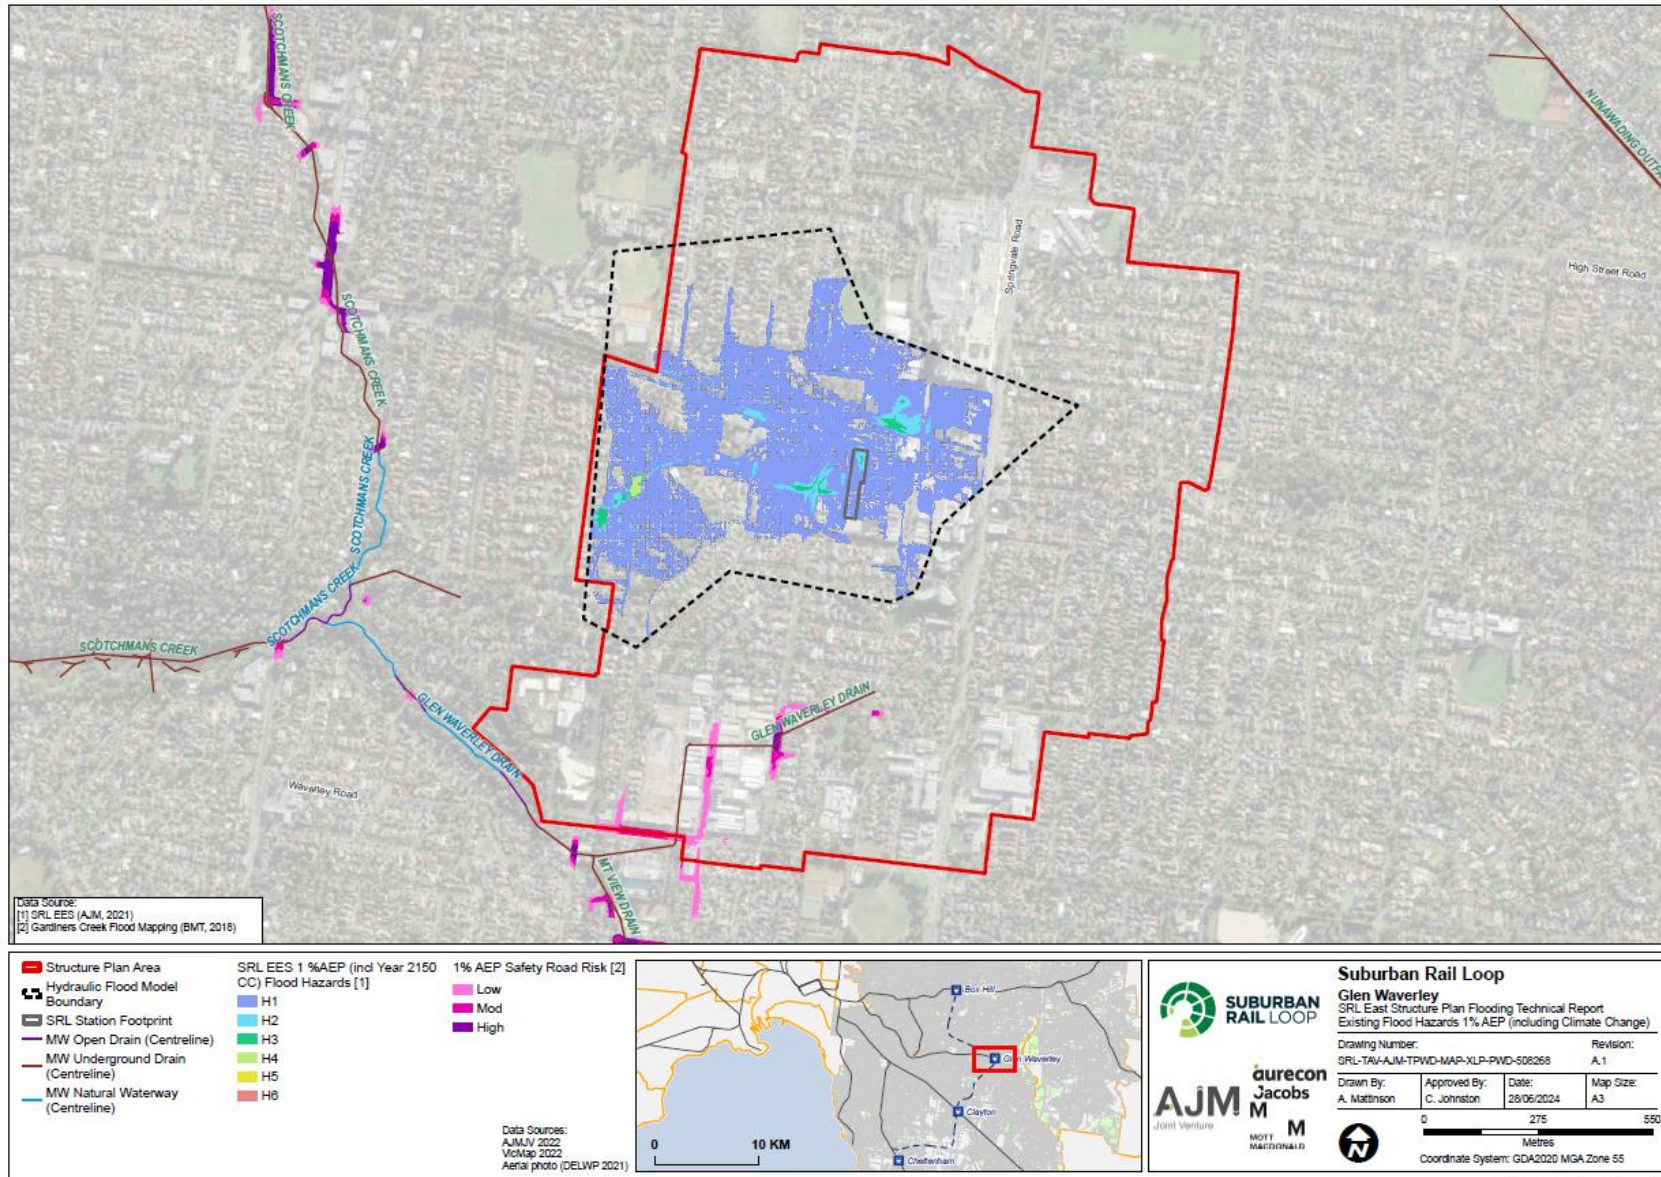 SCOTCHMANS CREEK
NUNAWADING OUTFA
Springvale Road
High Street Road
SCOTCHMANS CREEK
SCOTCHMANS CREEK
SCOTCHMANS CREEK
SCOTCHMANS CREEK
GLEN WAVERLEY DRAIN
GLEN WAVERLEY DRAIN
Waverley Road
MT VIEW DRAIN
Data Source:
[1] SRL EES (AJM, 2021)
[2] Gardiners Creek Flood Mapping (BMT, 2018)
Structure Plan Area
Hydraulic Flood Model
Boundary
SRL Station Footprint
MW Open Drain (Centreline)
MW Underground Drain
(Centreline)
MW Natural Waterway
(Centreline)
SRL EES 1 %AEP (incl Year 2150
CC) Flood Hazards [1]
H1
H2
H3
H4
H5
H6
1% AEP Safety Road Risk [2]
Low
Mod
High
Data Sources:
AJMJV 2022
VicMap 2022
Aerial photo (DELWP 2021)
Box Hill
Glen Waverley
Clayton
Cheltenham
0 10 KM
SUBURBAN
RAIL LOOP
AJM
Joint Venture
aurecon
Jacobs
M
M
MOTT
MACDONALD
Suburban Rail Loop
Glen Waverley
SRL East Structure Plan Flooding Technical Report
Existing Flood Hazards 1% AEP (including Climate Change)
Drawing Number: Revision:
SRL-TAV-AJM-TPWD-MAP-XLP-PWD-508268 A.1
Drawn By: Approved By: Date: Map Size:
A. Mattinson C. Johnston 28/06/2024 A3
0 275 550
Metres
N
Coordinate System: GDA2020 MGA Zone 55